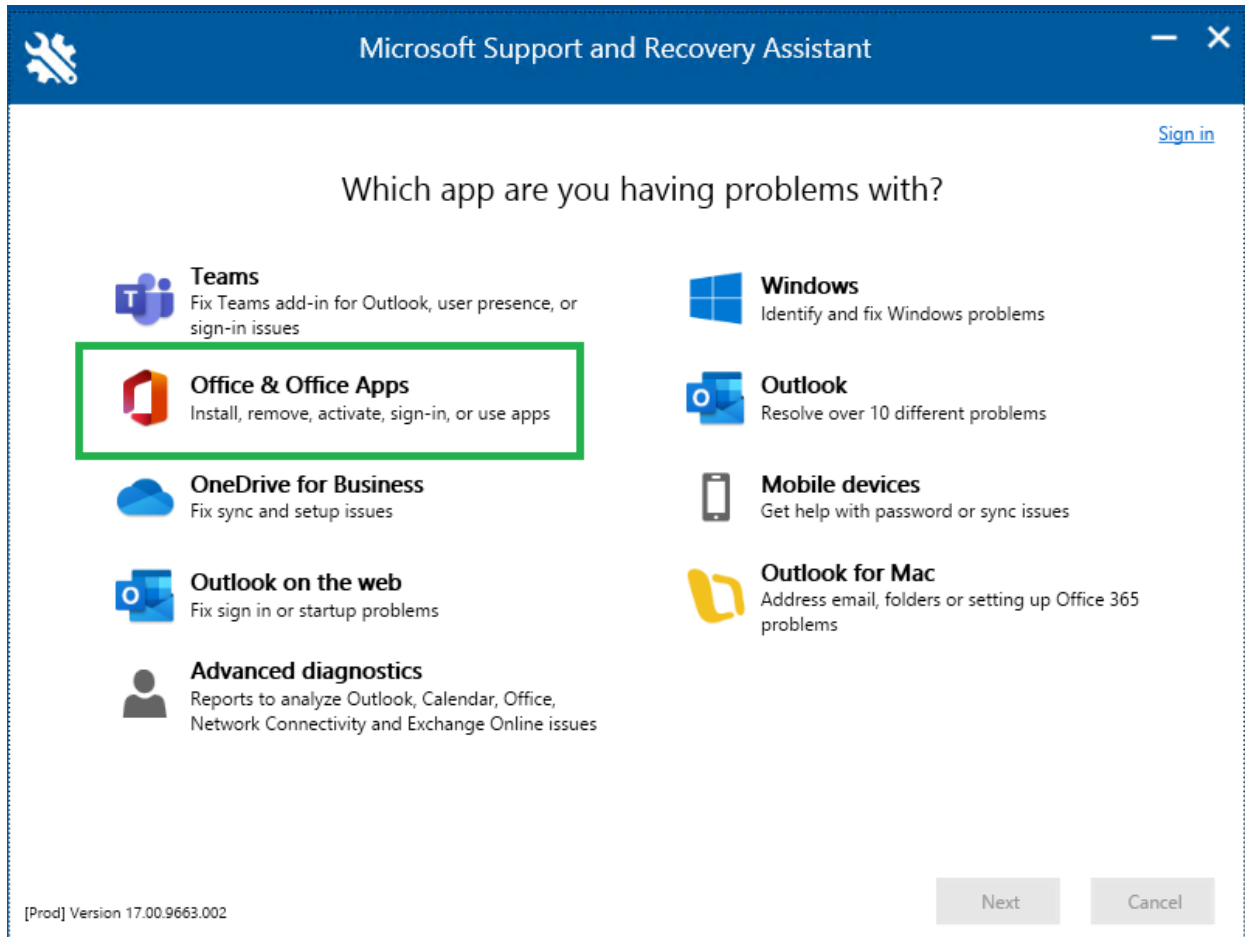 Microsoft Support and Recovery Assistant
Sign in
Which app are you having problems with?
Teams
Fix Teams add-in for Outlook, user presence, or
sign-in issues
Windows
Identify and fix Windows problems
Office & Office Apps
Install, remove, activate, sign-in, or use apps
Outlook
Resolve over 10 different problems
OneDrive for Business
Fix sync and setup issues
Mobile devices
Get help with password or sync issues
Outlook on the web
Fix sign in or startup problems
Outlook for Mac
Address email, folders or setting up Office 365
problems
Advanced diagnostics
Reports to analyze Outlook, Calendar, Office,
Network Connectivity and Exchange Online issues
[Prod] Version 17.00.9663.002
Next
Cancel